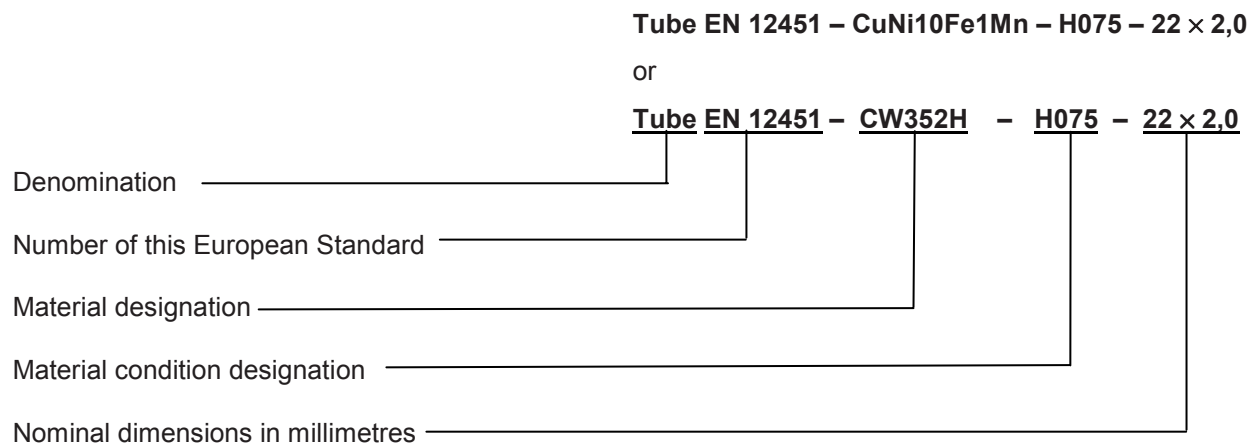 Tube EN 12451 – CuNi10Fe1Mn – H075 – 22 × 2,0
or
Tube EN 12451 – CW352H – H075 – 22 × 2,0
Denomination
Number of this European Standard
Material designation
Material condition designation
Nominal dimensions in millimetres